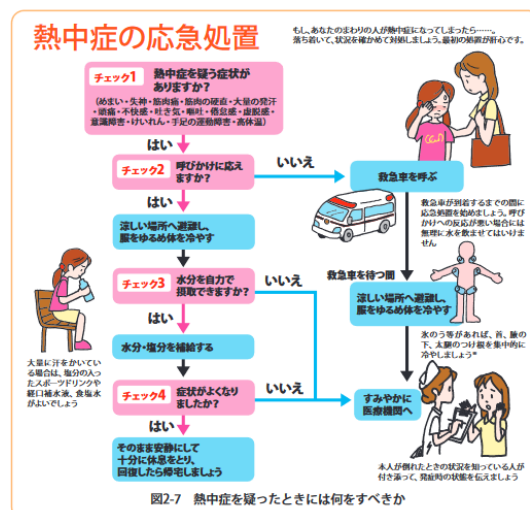 熱中症の応急処置
もし、あなたのまわりの人が熱中症になってしまったら……。
落ち着いて、状況を確かめて対処しましょう。最初の処置が肝心です。
チェック1
熱中症を疑う症状が
ありますか?
(めまい・失神・筋肉痛・筋肉の硬直・大量の発汗
・頭痛・不快感・吐き気・嘔吐・倦怠感・虚脱感・
意識障害・けいれん・手足の運動障害・高体温)
はい
チェック2
呼びかけに応え
ますか?
いいえ
救急車を呼ぶ
はい
涼しい場所へ避難し、
服をゆるめ体を冷やす
救急車が到着するまでの間に
応急処置を始めましょう。呼び
かけへの反応が悪い場合には
無理に水を飲ませてはいけ
ません
救急車を待つ間
涼しい場所へ避難し、
服をゆるめ体を冷やす
チェック3
水分を自力で
摂取できますか?
いいえ
はい
氷のう等があれば、首、腋の
下、太腿のつけ根を集中的に
冷やしましょう*
水分・塩分を補給する
大量に汗をかいている
場合は、塩分の入っ
たスポーツドリンクや
経口補水液、食塩水
がよいでしょう
チェック4
症状がよくなり
ましたか?
いいえ
すみやかに
医療機関へ
はい
そのまま安静にして
十分に休息をとり、
回復したら帰宅しましょう
本人が倒れたときの状況を知っている人が
付き添って、発症時の状態を伝えましょう
図2-7 熱中症を疑ったときには何をすべきか